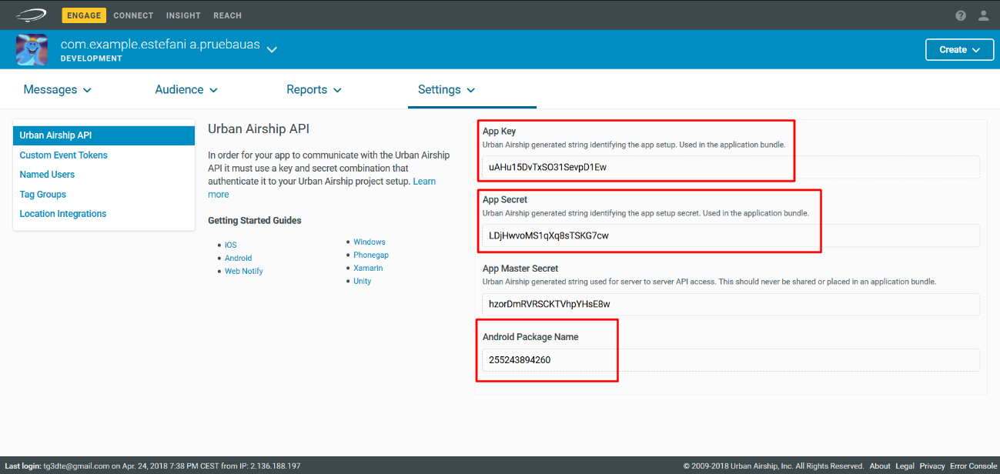 ENGAGE CONNECT INSIGHT REACH
com.example.estefani a.pruebauas
DEVELOPMENT
Create
Messages Audience Reports Settings
Urban Airship API
Custom Event Tokens
Named Users
Tag Groups
Location Integrations
Urban Airship API
In order for your app to communicate with the Urban Airship
API it must use a key and secret combination that
authenticate it to your Urban Airship project setup. Learn
more
Getting Started Guides
iOS
Android
Web Notify
Windows
Phonegap
Xamarin
Unity
App Key
Urban Airship generated string identifying the app setup. Used in the application bundle.
uAHu15DvTxSO31SevpD1Ew
App Secret
Urban Airship generated string identifying the app setup secret. Used in the application bundle.
LDjHwvoMS1qXq8sTSKG7cw
App Master Secret
Urban Airship generated string used for server to server API access. This should never be shared or placed in an application bundle.
hzorDmRVRSCKTVhpYHsE8w
Android Package Name
255243894260
Last login: tg3dte@gmail.com on Apr. 24, 2018 7:38 PM CEST from IP: 2.136.188.197
© 2009-2018 Urban Airship, Inc. All Rights Reserved. About Legal Privacy Error Console